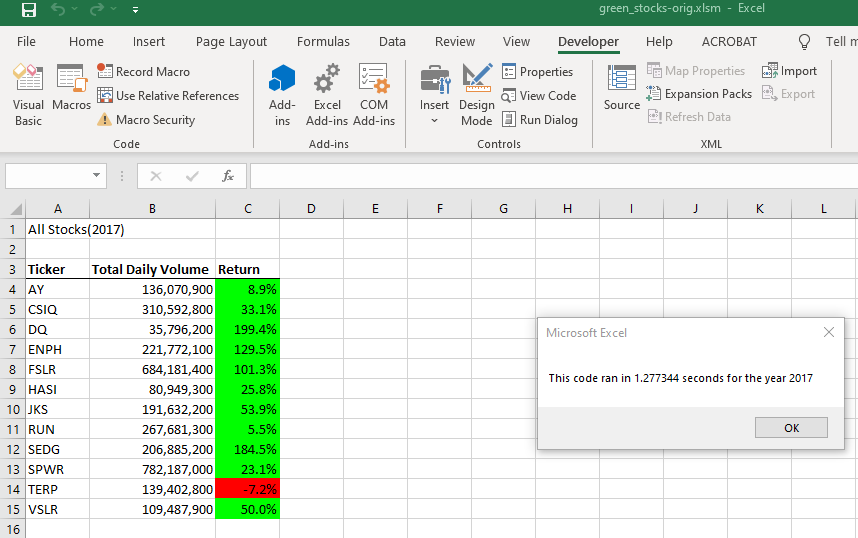 green_stocks-orig.xlsm - Excel
File Home Insert Page Layout Formulas Data Review View Developer Help ACROBAT
Visual Basic
Macros
Record Macro
Use Relative References
Macro Security
Code
Add-ins
Excel Add-ins
COM Add-ins
Add-ins
Insert
Design Mode
Properties
View Code
Run Dialog
Controls
Source
Map Properties
Expansion Packs
Refresh Data
Import
Export
XML
fx
A B C D E F G H I J K L
1 All Stocks(2017)
2
3 Ticker Total Daily Volume Return
4 AY 136,070,900 8.9%
5 CSIQ 310,592,800 33.1%
6 DQ 35,796,200 199.4%
7 ENPH 221,772,100 129.5%
8 FSLR 684,181,400 101.3%
9 HASI 80,949,300 25.8%
10 JKS 191,632,200 53.9%
11 RUN 267,681,300 5.5%
12 SEDG 206,885,200 184.5%
13 SPWR 782,187,000 23.1%
14 TERP 139,402,800 -7.2%
15 VSLR 109,487,900 50.0%
16
Microsoft Excel
This code ran in 1.277344 seconds for the year 2017
OK